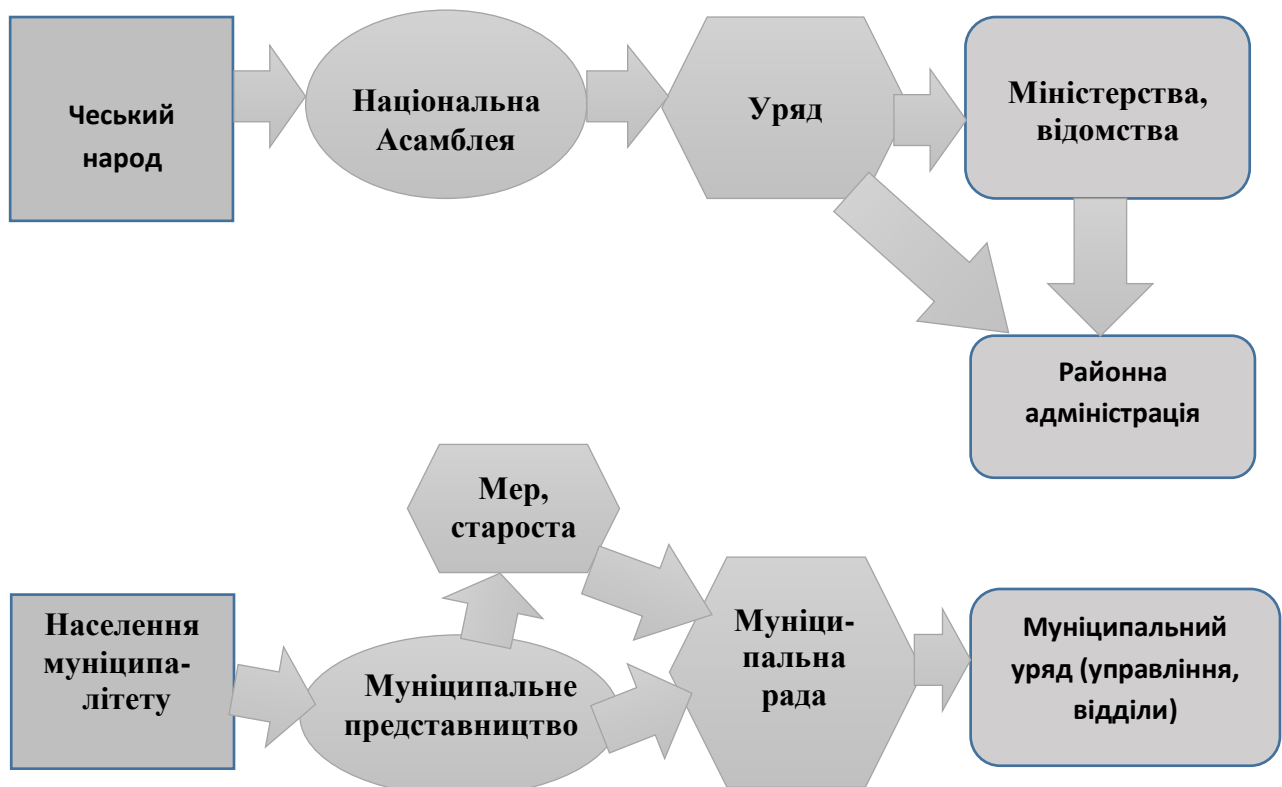 Чеський
народ
Національна
Асамблея
Уряд
Міністерства,
відомства
Районна
адміністрація
Мер,
староста
Населення
муніципа-
літету
Муніципальне
представництво
Муніци-
пальна
рада
Муніципальний
уряд (управління,
відділи)